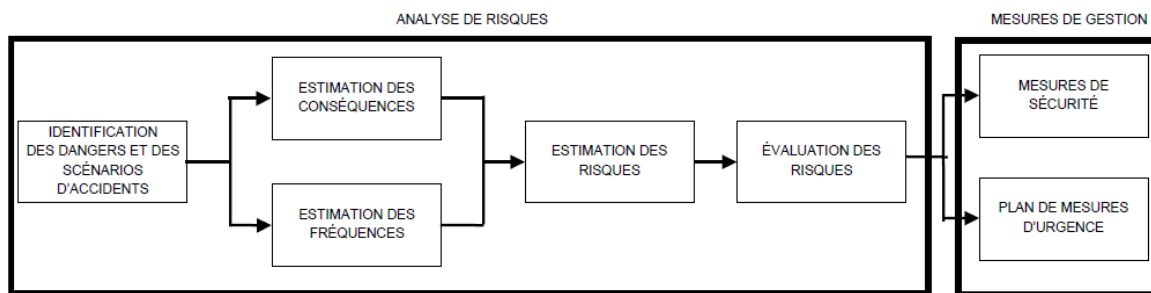 ANALYSE DE RISQUES
MESURES DE GESTION
IDENTIFICATION
DES DANGERS ET DES
SCÉNARIOS
D'ACCIDENTS
ESTIMATION DES
CONSÉQUENCES
ESTIMATION DES
FRÉQUENCES
ESTIMATION DES
RISQUES
ÉVALUATION DES
RISQUES
MESURES DE
SÉCURITÉ
PLAN DE MESURES
D'URGENCE